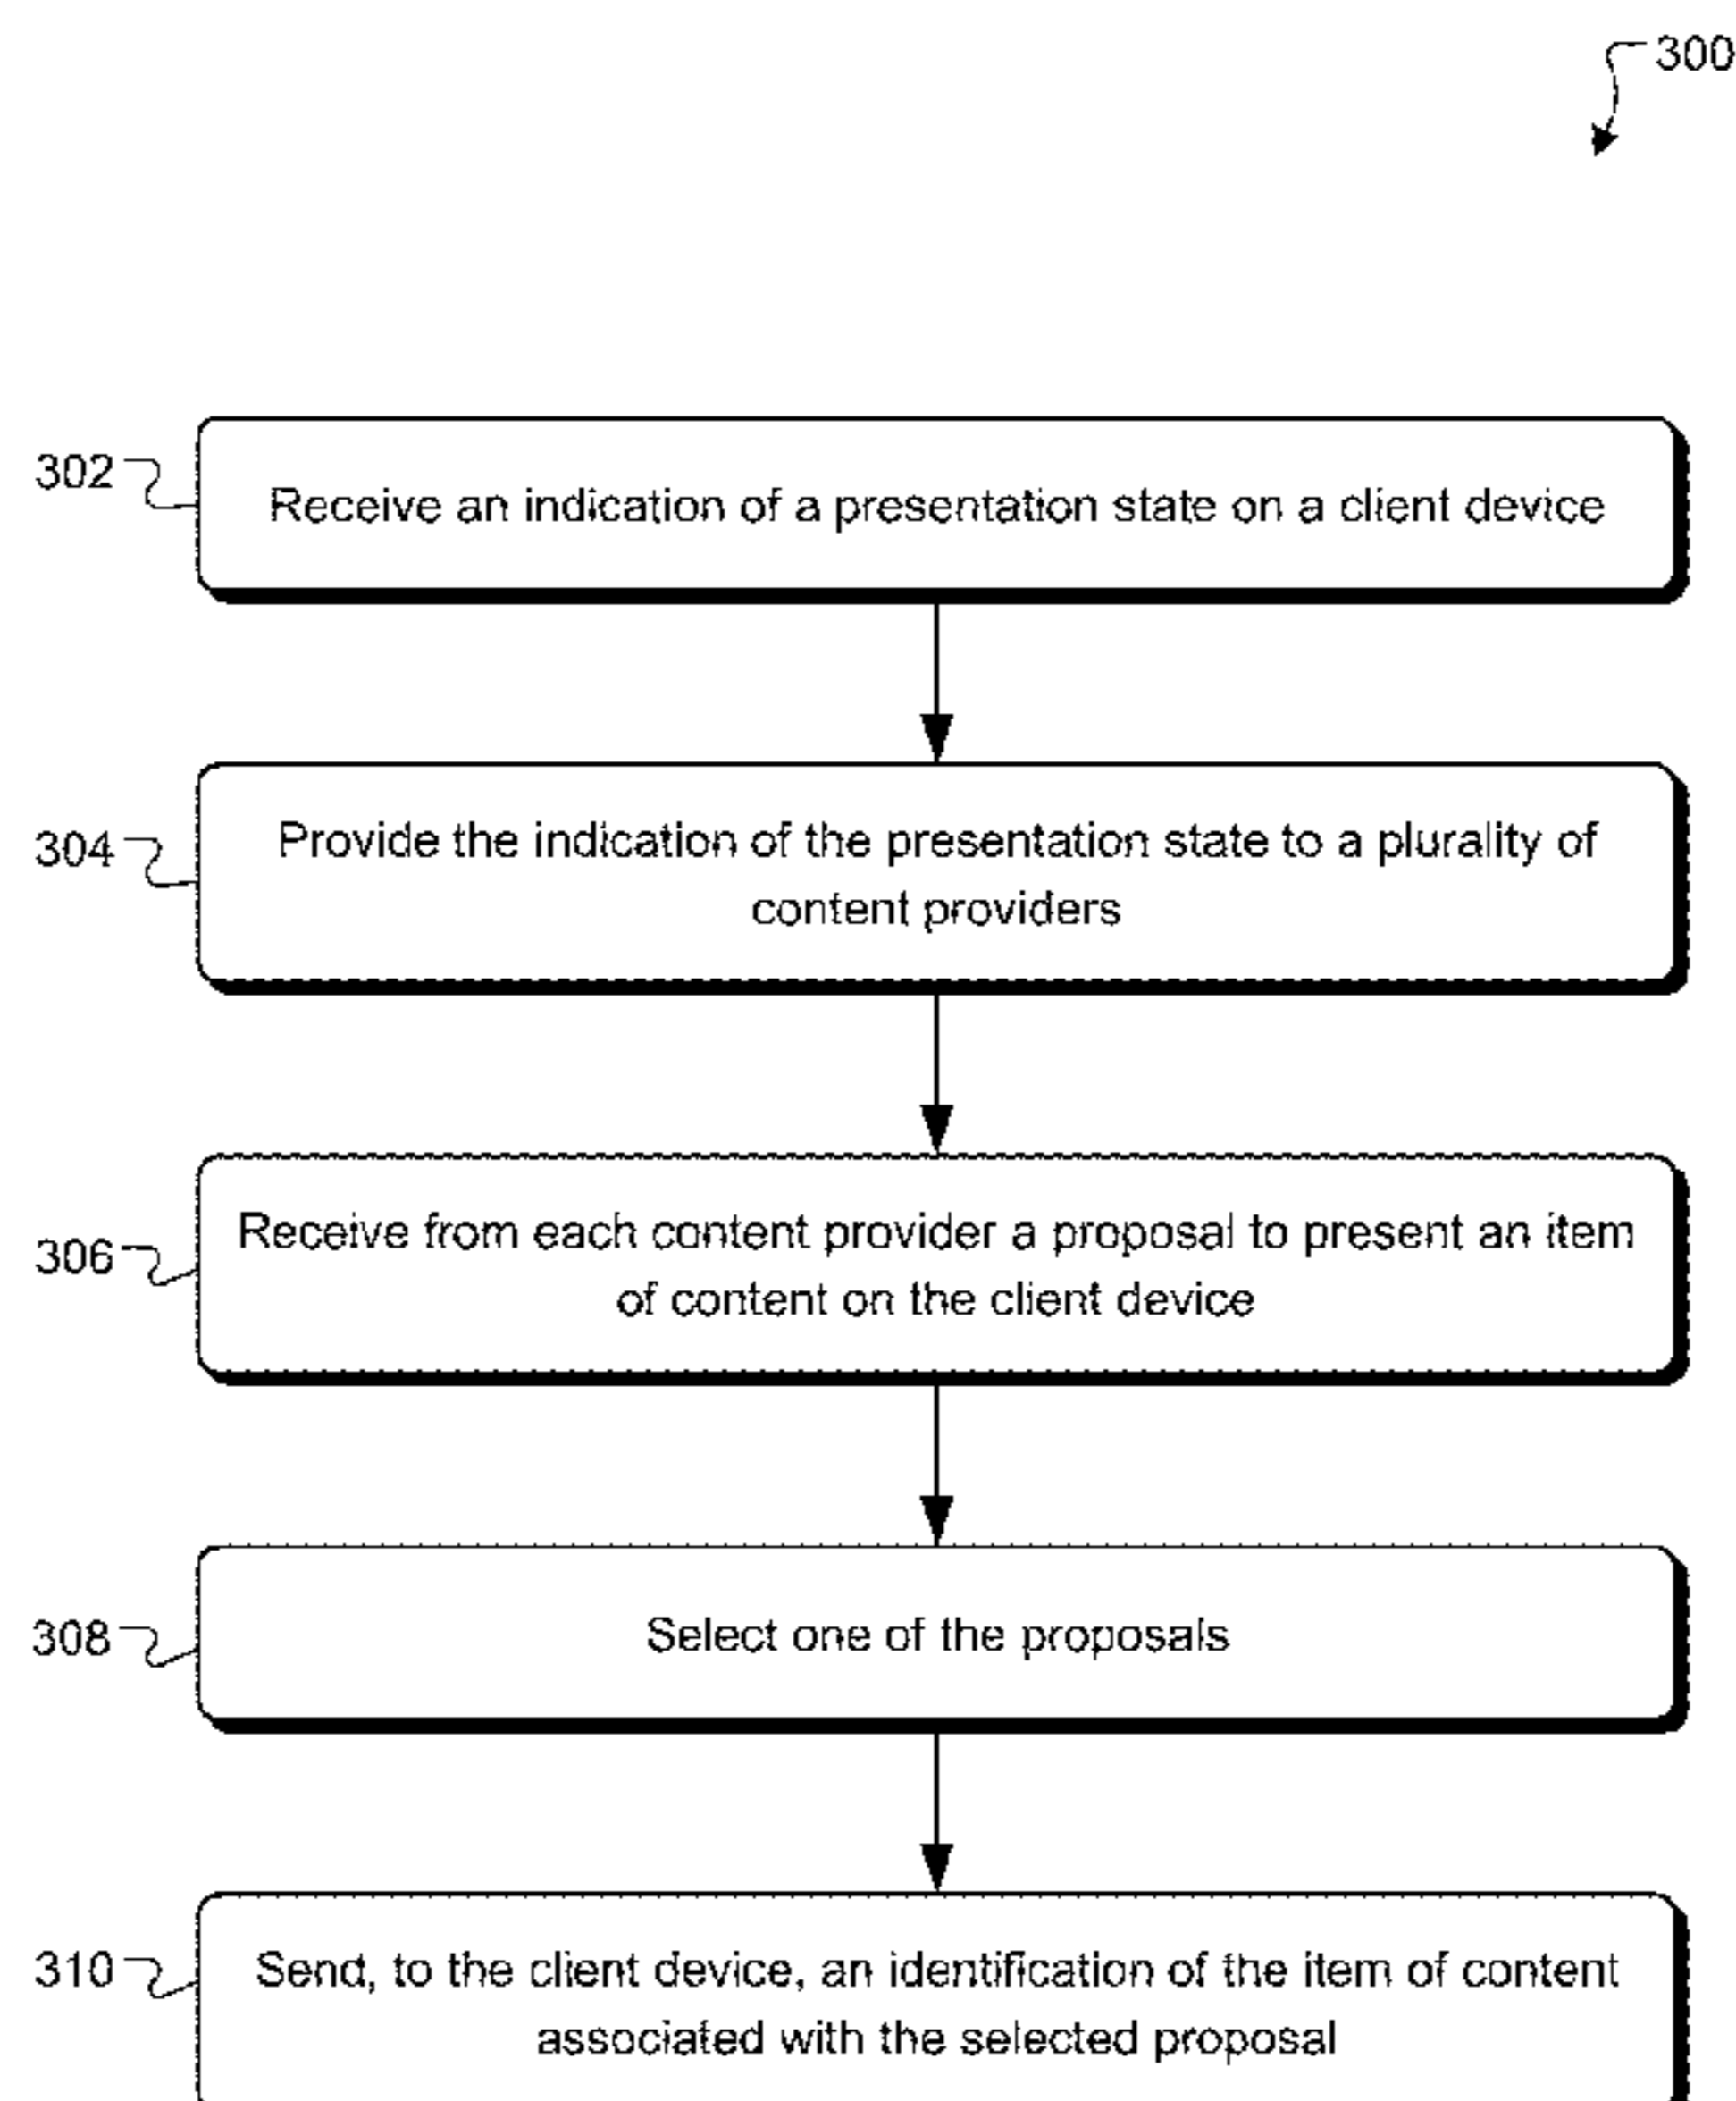 300
302
Receive an indication of a presentation state on a client device
304
Provide the indication of the presentation state to a plurality of
content providers
306
Receive from each content provider a proposal to present an item
of content on the client device
308
Select one of the proposals
310
Send, to the client device, an identification of the item of content
associated with the selected proposal